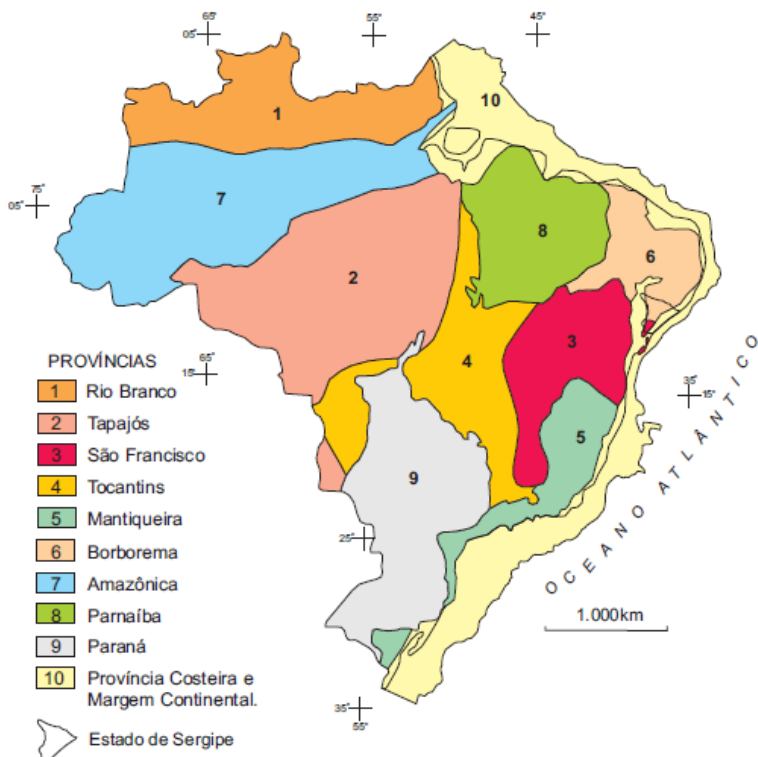 65°
55°
45°
05°
10
1
75°
05°
7
8
6
2
3
4
65°
15°
35°
15°
5
9
25°
OCEANO ATLÂNTICO
1.000km
35°
55°
PROVÍNCIAS
1 Rio Branco
2 Tapajós
3 São Francisco
4 Tocantins
5 Mantiqueira
6 Borborema
7 Amazônica
8 Parnaíba
9 Paraná
10 Província Costeira e
Margem Continental.
Estado de Sergipe